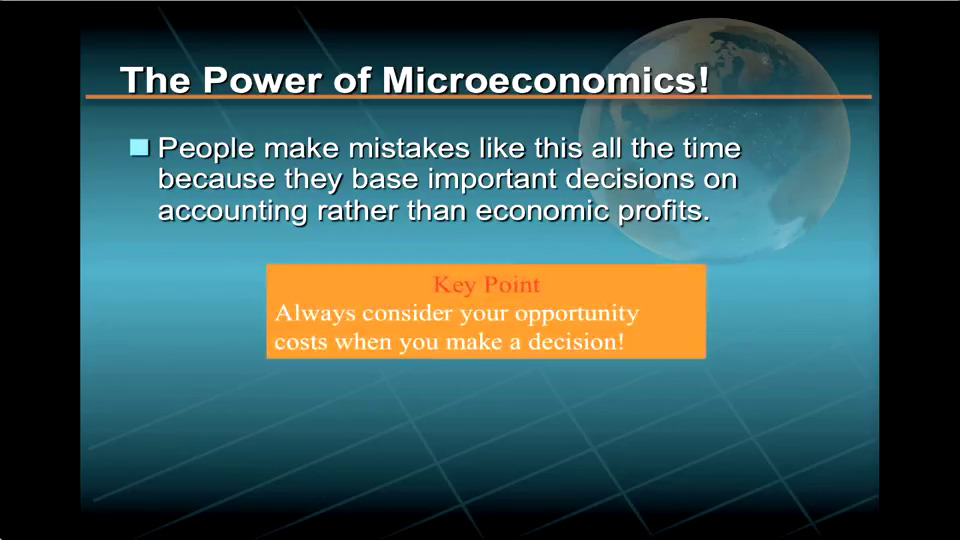 The Power of Microeconomics!
People make mistakes like this all the time
because they base important decisions on
accounting rather than economic profits.
Key Point
Always consider your opportunity
costs when you make a decision!